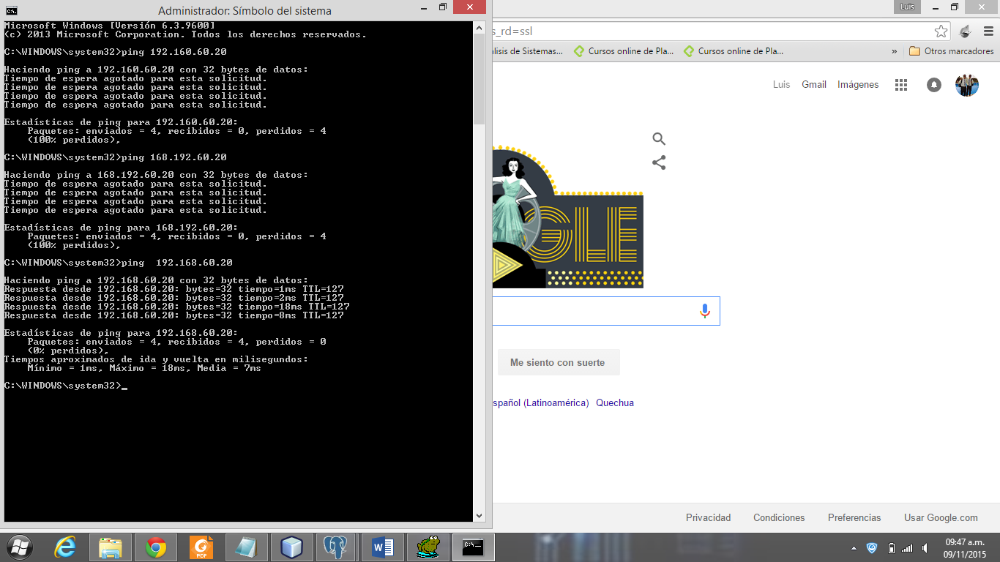 Administrador: Símbolo del sistema
Microsoft Windows [Versión 6.3.9600]
(c) 2013 Microsoft Corporation. Todos los derechos reservados.
C:\WINDOWS\system32>ping 192.160.60.20
Haciendo ping a 192.160.60.20 con 32 bytes de datos:
Tiempo de espera agotado para esta solicitud.
Tiempo de espera agotado para esta solicitud.
Tiempo de espera agotado para esta solicitud.
Tiempo de espera agotado para esta solicitud.
Estadísticas de ping para 192.160.60.20:
Paquetes: enviados = 4, recibidos = 0, perdidos = 4
(100% perdidos),
C:\WINDOWS\system32>ping 168.192.60.20
Haciendo ping a 168.192.60.20 con 32 bytes de datos:
Tiempo de espera agotado para esta solicitud.
Tiempo de espera agotado para esta solicitud.
Tiempo de espera agotado para esta solicitud.
Tiempo de espera agotado para esta solicitud.
Estadísticas de ping para 168.192.60.20:
Paquetes: enviados = 4, recibidos = 0, perdidos = 4
(100% perdidos),
C:\WINDOWS\system32>ping  192.168.60.20
Haciendo ping a 192.168.60.20 con 32 bytes de datos:
Respuesta desde 192.168.60.20: bytes=32 tiempo=1ms TTL=127
Respuesta desde 192.168.60.20: bytes=32 tiempo=2ms TTL=127
Respuesta desde 192.168.60.20: bytes=32 tiempo=18ms TTL=127
Respuesta desde 192.168.60.20: bytes=32 tiempo=8ms TTL=127
Estadísticas de ping para 192.168.60.20:
Paquetes: enviados = 4, recibidos = 4, perdidos = 0
(0% perdidos),
Tiempos aproximados de ida y vuelta en milisegundos:
Mínimo = 1ms, Máximo = 18ms, Media = 7ms
C:\WINDOWS\system32>_
Luis
s_rd=ssl
álisis de Sistemas... Cursos online de Pla... Cursos online de Pla... » Otros marcadores
Luis Gmail Imágenes
GLE
Me siento con suerte
spañol (Latinoamérica) Quechua
Privacidad Condiciones Preferencias Usar Google.com
PDF
C:\_
09:47 a.m.
09/11/2015